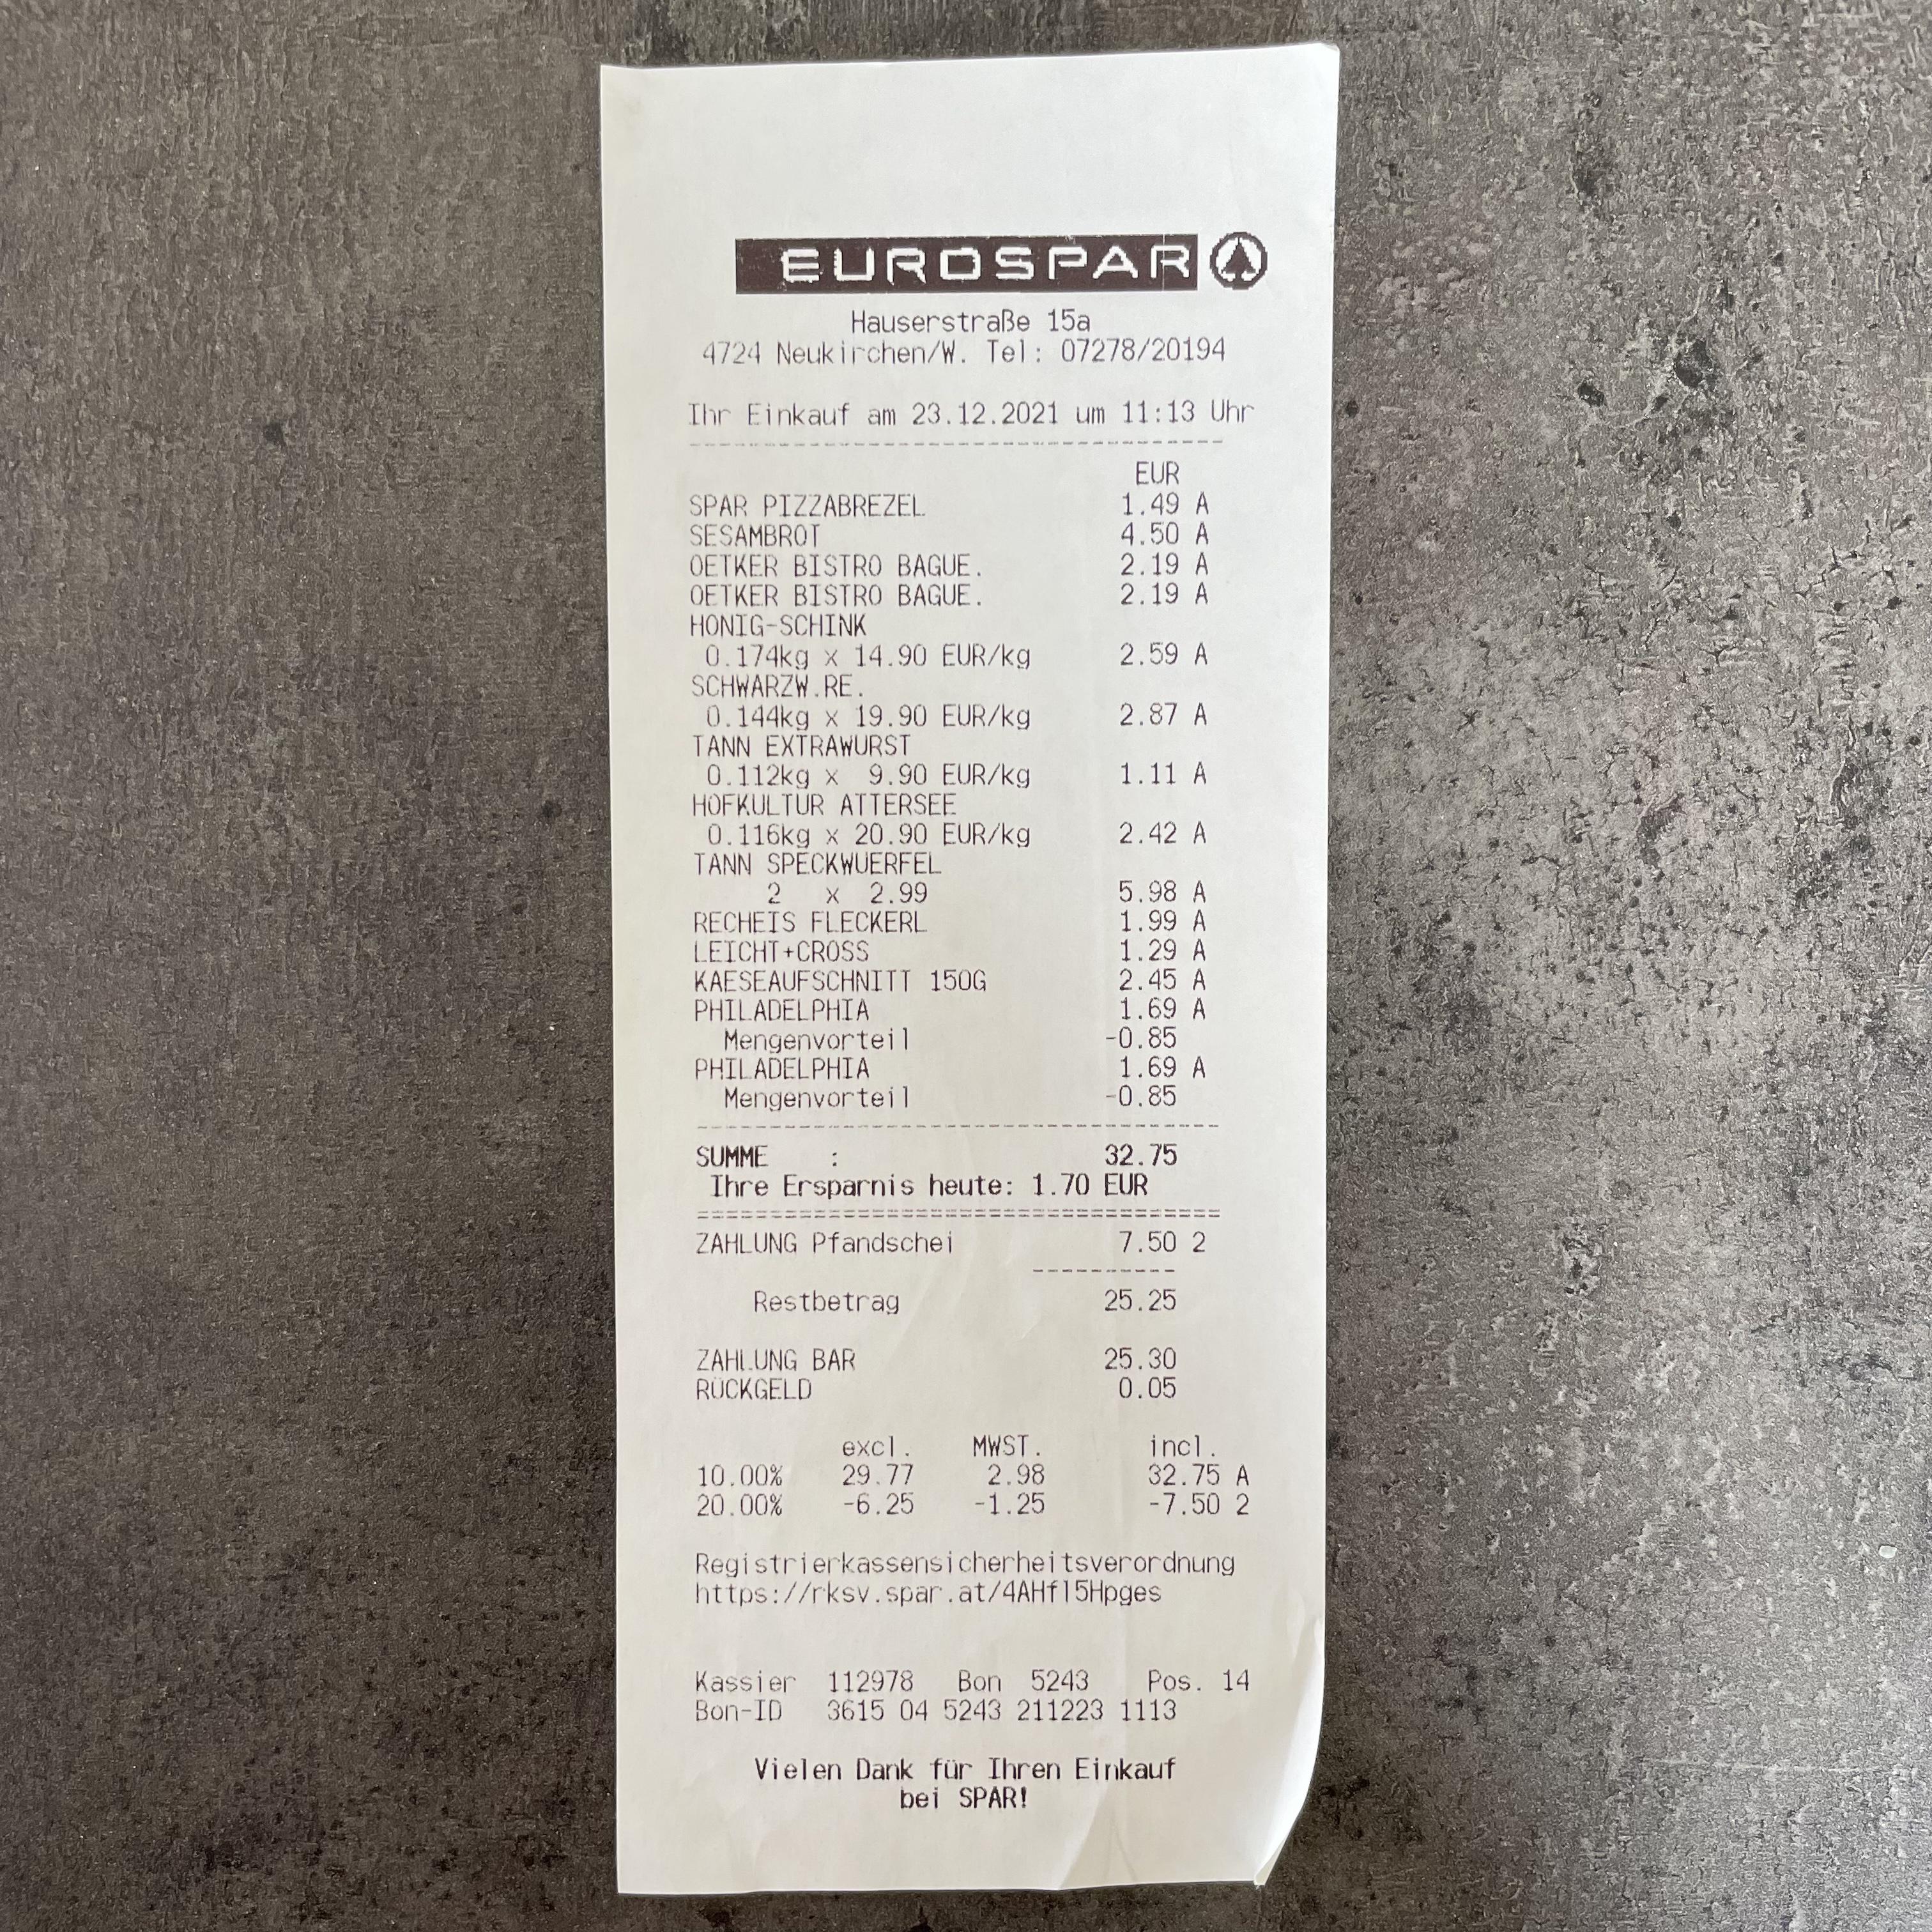 EUROSPAR
Hauserstraße 15a
4724 Neukirchen/W. Tel: 07278/20194
Ihr Einkauf am 23.12.2021 um 11:13 Uhr
EUR
SPAR PIZZABREZEL 1.49 A
SESAMBROT 4.50 A
OETKER BISTRO BAGUE. 2.19 A
OETKER BISTRO BAGUE. 2.19 A
HONIG-SCHINK
0.174kg x 14.90 EUR/kg 2.59 A
SCHWARZW.RE.
0.144kg x 19.90 EUR/kg 2.87 A
TANN EXTRAWURST
0.112kg x 9.90 EUR/kg 1.11 A
HOFKULTUR ATTERSEE
0.116kg x 20.90 EUR/kg 2.42 A
TANN SPECKWUERFEL
2 x 2.99 5.98 A
RECHEIS FLECKERL 1.99 A
LEICHT+CROSS 1.29 A
KAESEAUFSCHNITT 150G 2.45 A
PHILADELPHIA 1.69 A
Mengenvorteil -0.85
PHILADELPHIA 1.69 A
Mengenvorteil -0.85
SUMME : 32.75
Ihre Ersparnis heute: 1.70 EUR
ZAHLUNG Pfandschei 7.50 2
Restbetrag 25.25
ZAHLUNG BAR 25.30
RÜCKGELD 0.05
excl. MWST. incl.
10.00% 29.77 2.98 32.75 A
20.00% -6.25 -1.25 -7.50 2
Registrierkassensicherheitsverordnung
https://rksv.spar.at/4AHfl5Hpges
Kassier 112978 Bon 5243 Pos. 14
Bon-ID 3615 04 5243 211223 1113
Vielen Dank für Ihren Einkauf
bei SPAR!